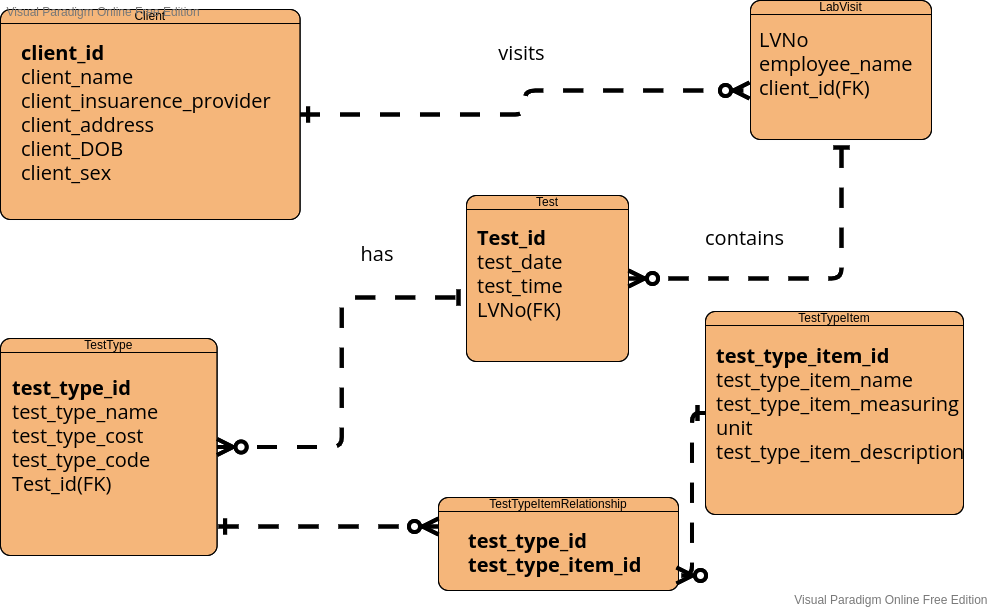 Visual Paradigm Online Free Edition
Client
client_id
client_name
client_insuarence_provider
client_address
client_DOB
client_sex
visits
LabVisit
LVNo
employee_name
client_id(FK)
Test
Test_id
test_date
test_time
LVNo(FK)
contains
has
TestType
test_type_id
test_type_name
test_type_cost
test_type_code
Test_id(FK)
TestTypeItem
test_type_item_id
test_type_item_name
test_type_item_measuring
unit
test_type_item_description
TestTypeItemRelationship
test_type_id
test_type_item_id
Visual Paradigm Online Free Edition